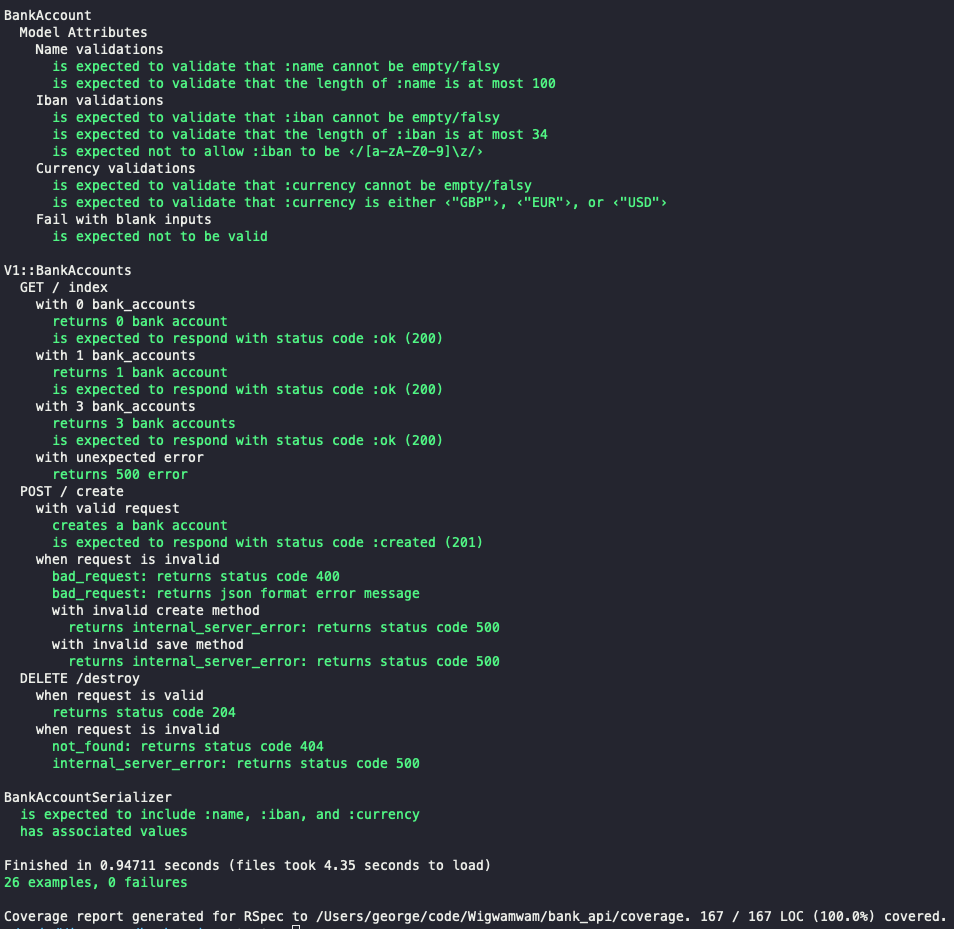 BankAccount
Model Attributes
Name validations
is expected to validate that :name cannot be empty/falsy
is expected to validate that the length of :name is at most 100
Iban validations
is expected to validate that :iban cannot be empty/falsy
is expected to validate that the length of :iban is at most 34
is expected not to allow :iban to be ‹/[a-zA-Z0-9]\z/›
Currency validations
is expected to validate that :currency cannot be empty/falsy
is expected to validate that :currency is either ‹"GBP"›, ‹"EUR"›, or ‹"USD"›
Fail with blank inputs
is expected not to be valid
V1::BankAccounts
GET / index
with 0 bank_accounts
returns 0 bank account
is expected to respond with status code :ok (200)
with 1 bank_accounts
returns 1 bank account
is expected to respond with status code :ok (200)
with 3 bank_accounts
returns 3 bank accounts
is expected to respond with status code :ok (200)
with unexpected error
returns 500 error
POST / create
with valid request
creates a bank account
is expected to respond with status code :created (201)
when request is invalid
bad_request: returns status code 400
bad_request: returns json format error message
with invalid create method
returns internal_server_error: returns status code 500
with invalid save method
returns internal_server_error: returns status code 500
DELETE /destroy
when request is valid
returns status code 204
when request is invalid
not_found: returns status code 404
internal_server_error: returns status code 500
BankAccountSerializer
is expected to include :name, :iban, and :currency
has associated values
Finished in 0.94711 seconds (files took 4.35 seconds to load)
26 examples, 0 failures
Coverage report generated for RSpec to /Users/george/code/Wigwamwam/bank_api/coverage. 167 / 167 LOC (100.0%) covered.